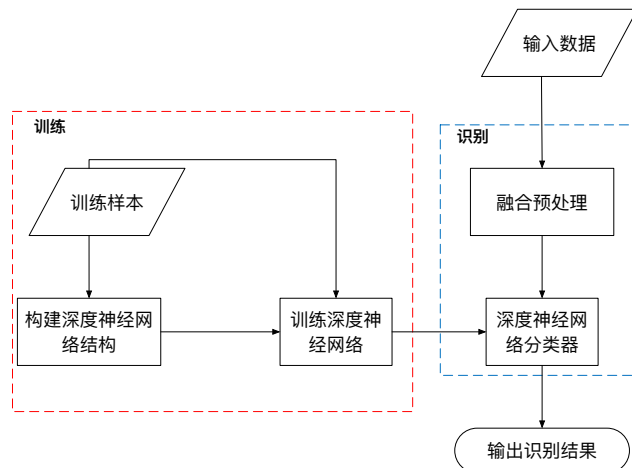 输入数据
训练
识别
训练样本
融合预处理
构建深度神经网
络结构
训练深度神
经网络
深度神经网
络分类器
输出识别结果